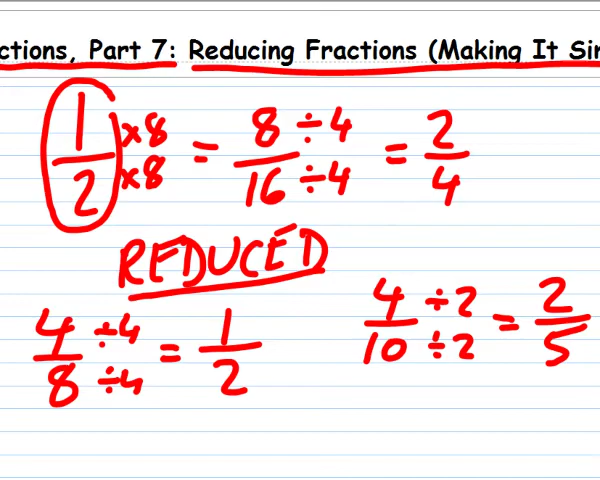 ctions, Part 7: Reducing Fractions (Making It Sim
1/2 ×8 ×8 = 8/16 ÷4 ÷4 = 2/4
REDUCED
4/8 ÷4 ÷4 = 1/2
4/10 ÷2 ÷2 = 2/5